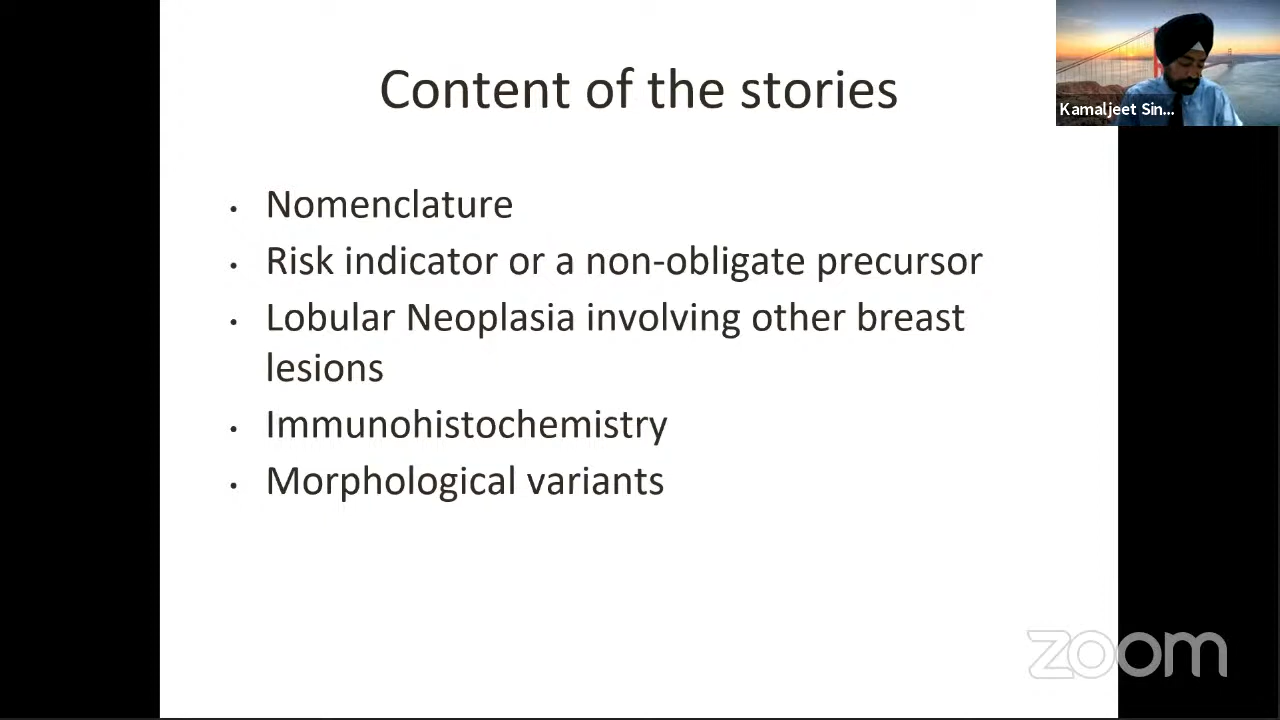 Content of the stories
Kamaljeet Sin...
• Nomenclature
• Risk indicator or a non-obligate precursor
• Lobular Neoplasia involving other breast
lesions
• Immunohistochemistry
• Morphological variants
zoom